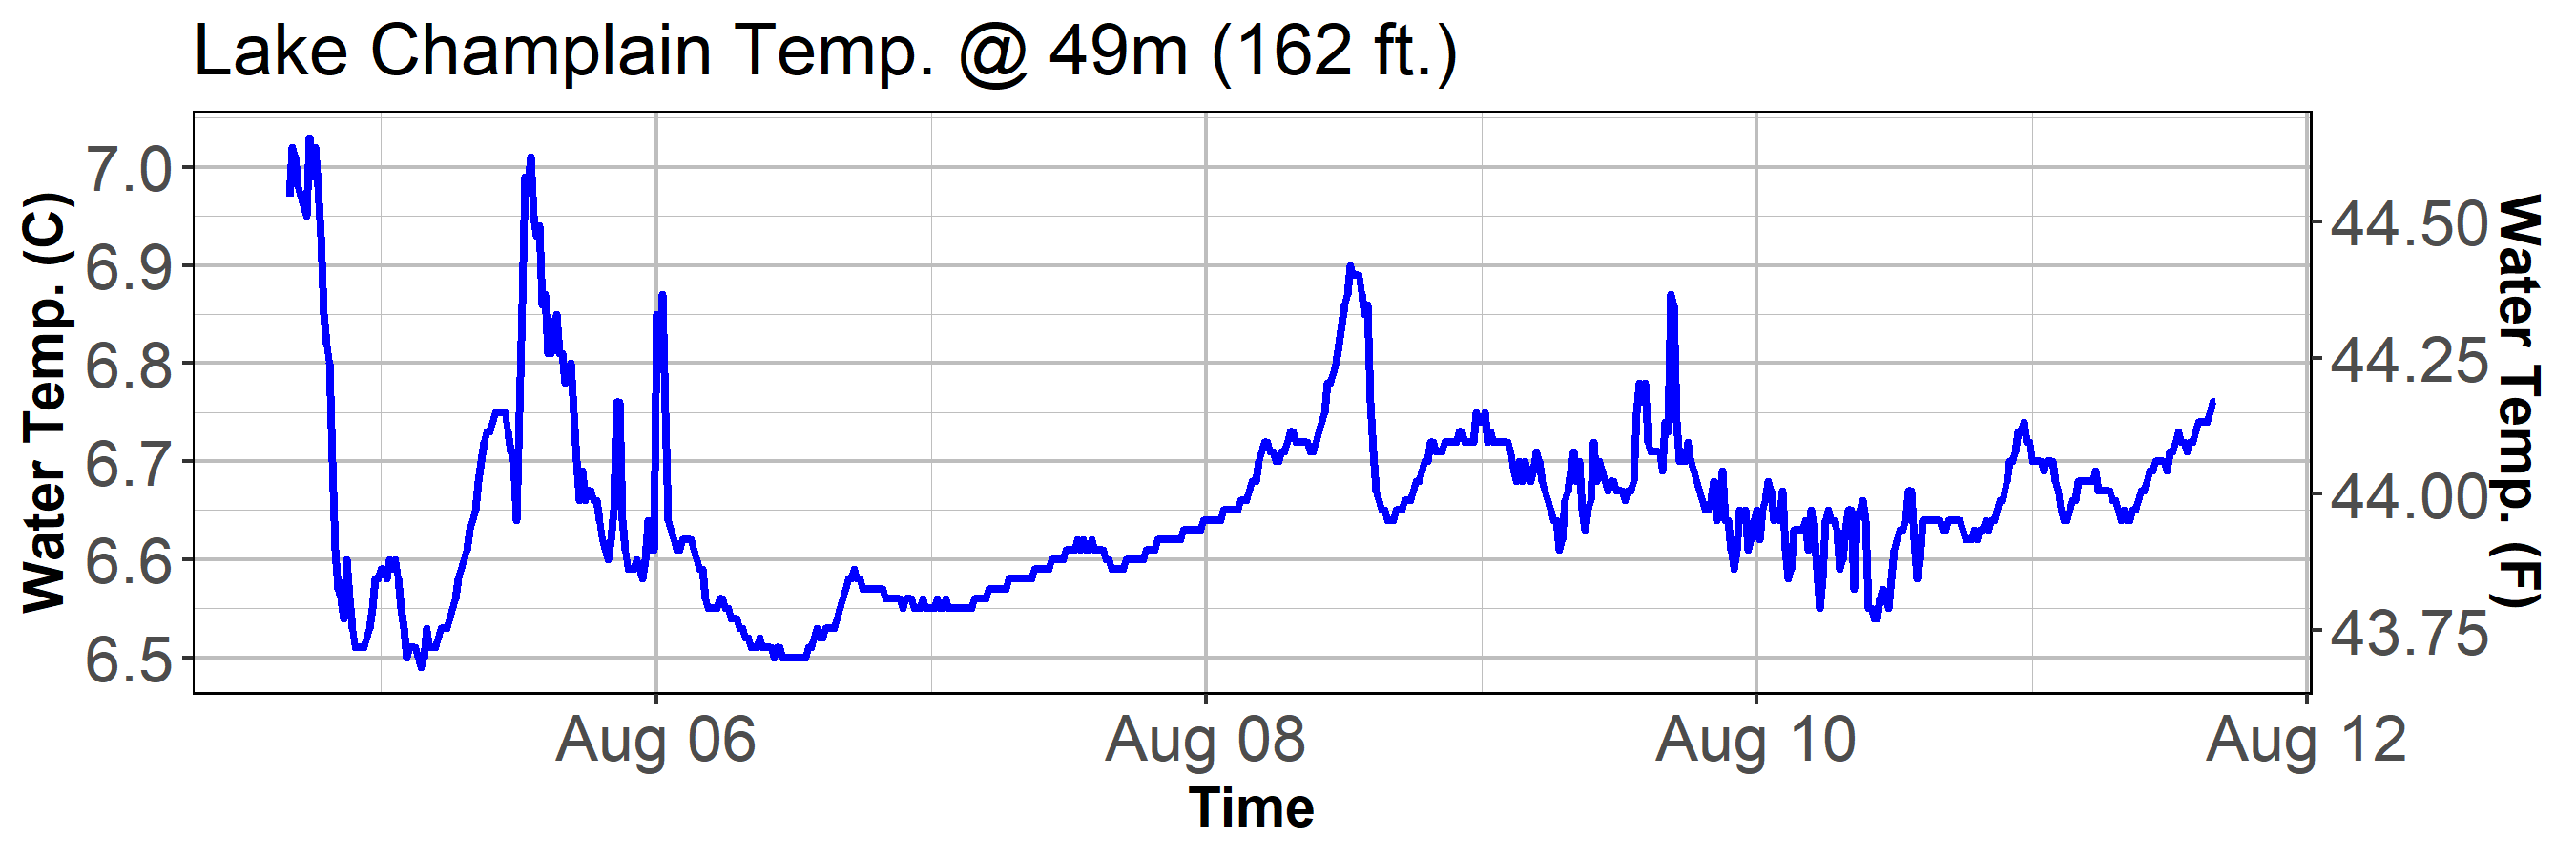 Lake Champlain Temp. @ 49m (162 ft.)
Water Temp. (C)
7.0
6.9
6.8
6.7
6.6
6.5
44.50
44.25
44.00
43.75
Water Temp. (F)
Aug 06 Aug 08 Aug 10 Aug 12
Time